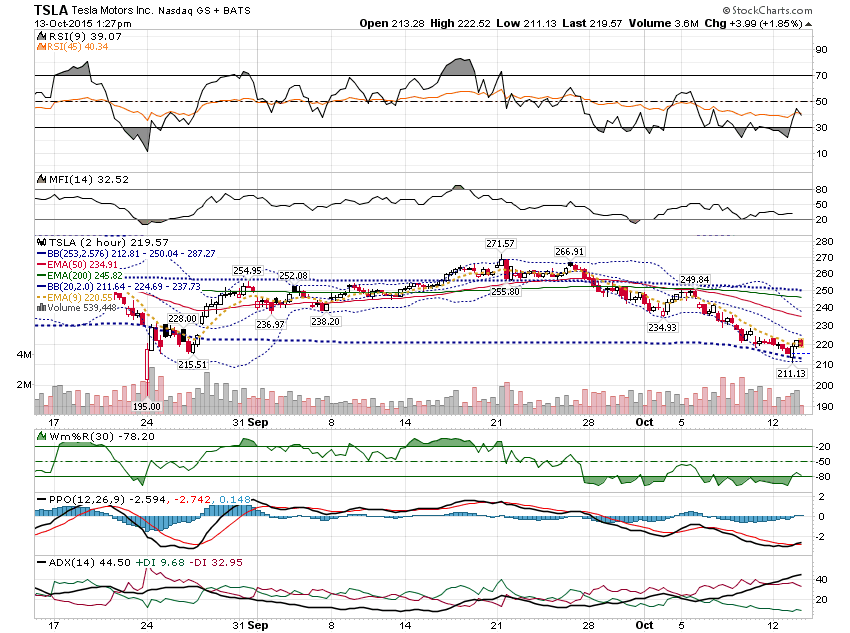 TSLA Tesla Motors Inc. Nasdaq GS + BATS
© StockCharts.com
13-Oct-2015 1:27pm
Open 213.28 High 222.52 Low 211.13 Last 219.57 Volume 3.6M Chg +3.99 (+1.85%)
RSI(9) 39.07
RSI(45) 40.34
90
70
50
30
10
MFI(14) 32.52
80
50
20
TSLA (2 hour) 219.57
BB(253,2.576) 212.81 - 250.04 - 287.27
EMA(50) 234.91
EMA(200) 245.82
BB(20,2.0) 211.64 - 224.69 - 237.73
EMA(9) 220.55
Volume 539,448
271.57
266.91
254.95
252.08
249.84
255.80
228.00
236.97
238.20
234.93
215.51
211.13
195.00
280
270
260
250
240
230
220
210
200
190
4M
2M
17 24 31 Sep 8 14 21 28 Oct 5 12
Wm%R(30) -78.20
-20
-50
-80
PPO(12,26,9) -2.594, -2.742, 0.148
2
0
-2
ADX(14) 44.50 +DI 9.68 -DI 32.95
40
20
17 24 31 Sep 8 14 21 28 Oct 5 12